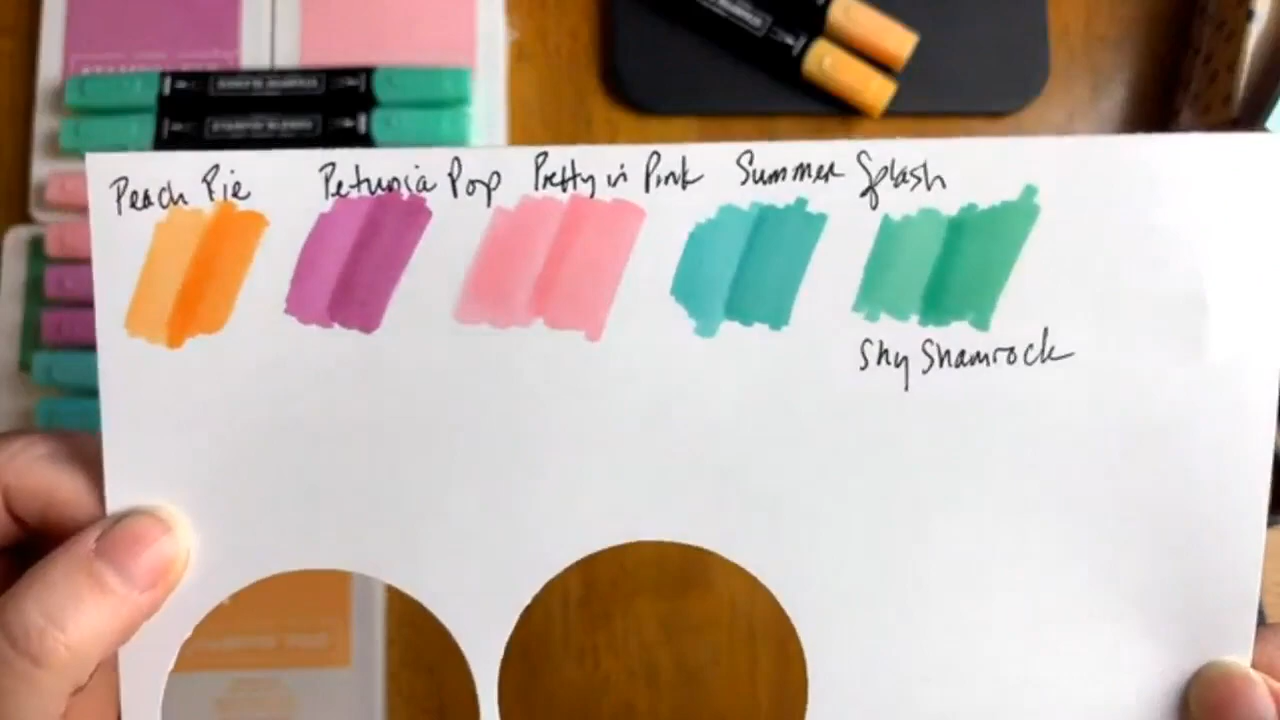 Peach Pie
Petunia Pop
Pretty in Pink
Summer Splash
Shy Shamrock